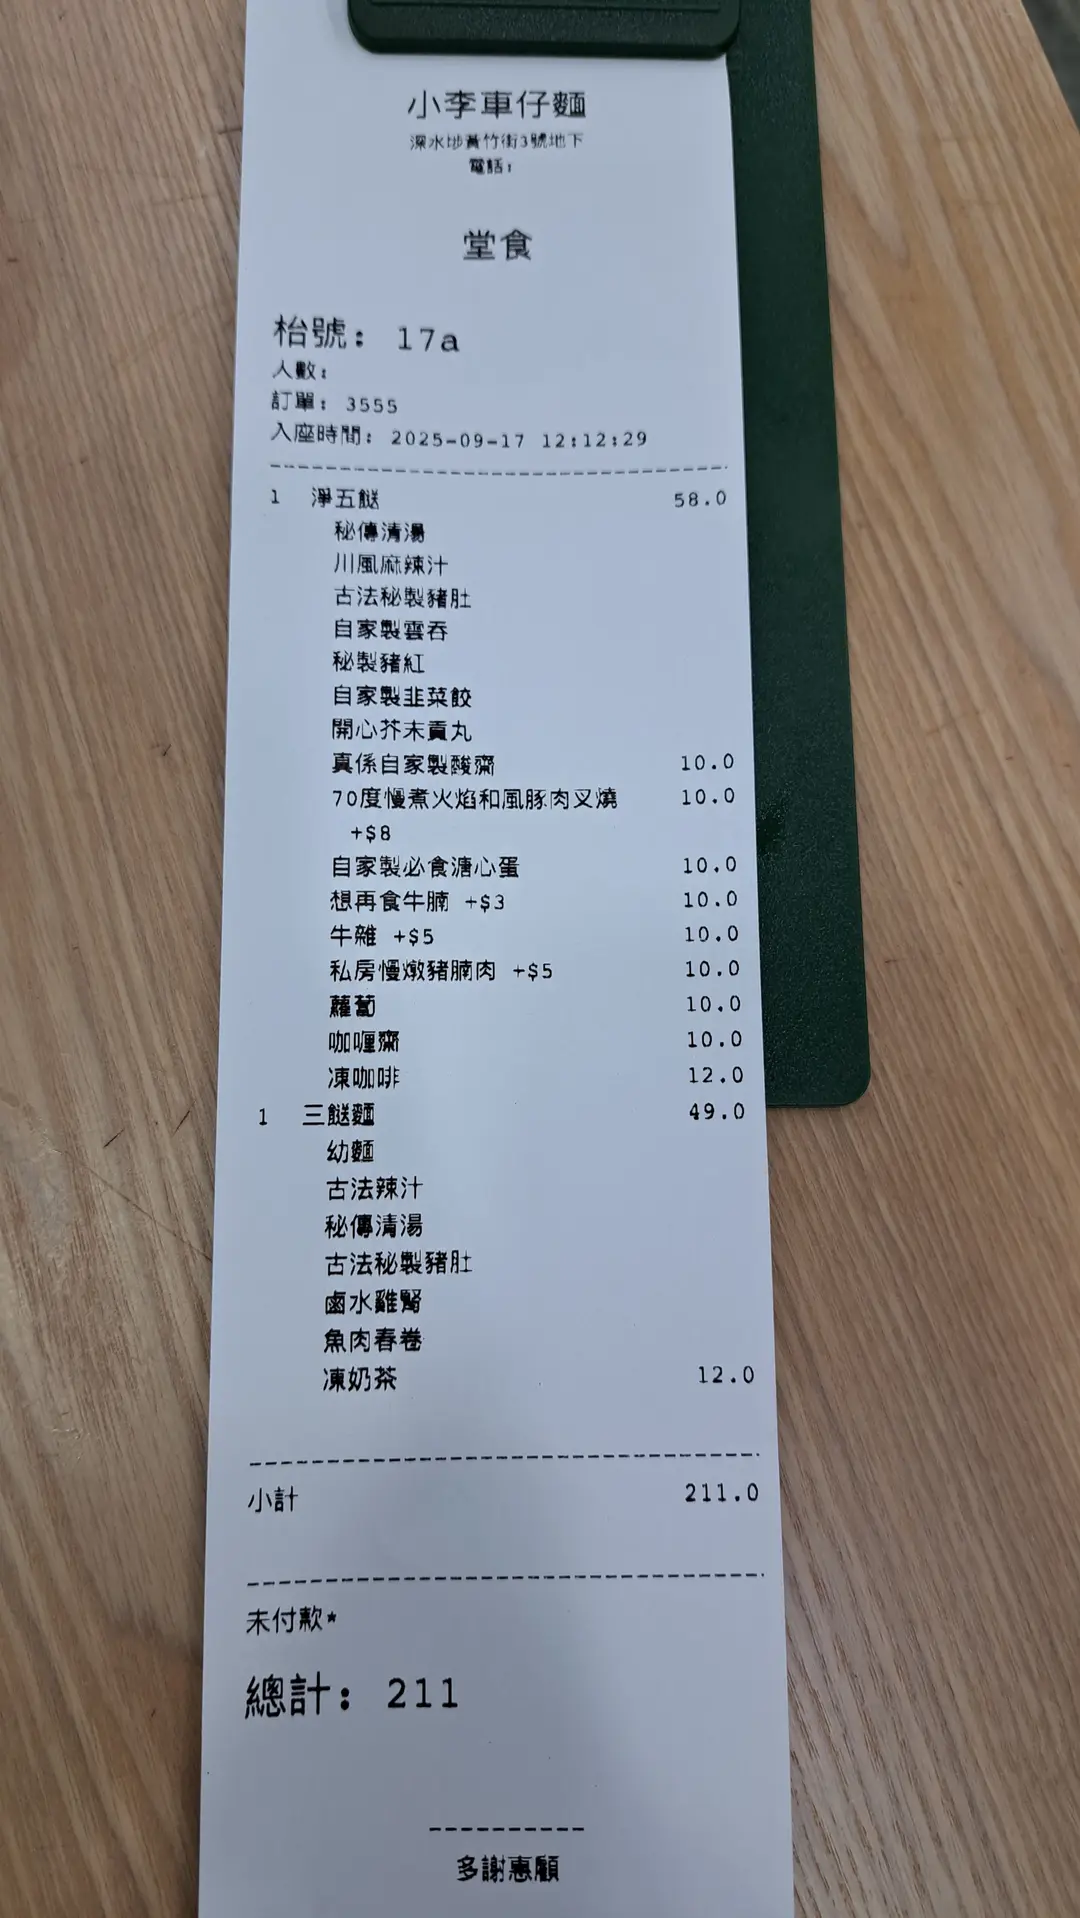 小李車仔麵
深水埗黃竹街3號地下
電話:
堂食
枱號: 17a
人數:
訂單: 3555
入座時間: 2025-09-17 12:12:29
1 淨五餸 58.0
秘傳清湯
川風麻辣汁
古法秘製豬肚
自家製雲吞
秘製豬紅
自家製韭菜餃
開心芥末貢丸
真係自家製酸齋 10.0
70度慢煮火焰和風豚肉叉燒 10.0
+$8
自家製必食溏心蛋 10.0
想再食牛腩 +$3 10.0
牛雜 +$5 10.0
私房慢燉豬腩肉 +$5 10.0
蘿蔔 10.0
咖喱齋 10.0
凍咖啡 12.0
1 三餸麵 49.0
幼麵
古法辣汁
秘傳清湯
古法秘製豬肚
鹵水雞腎
魚肉春卷
凍奶茶 12.0
小計 211.0
未付款*
總計: 211
多謝惠顧